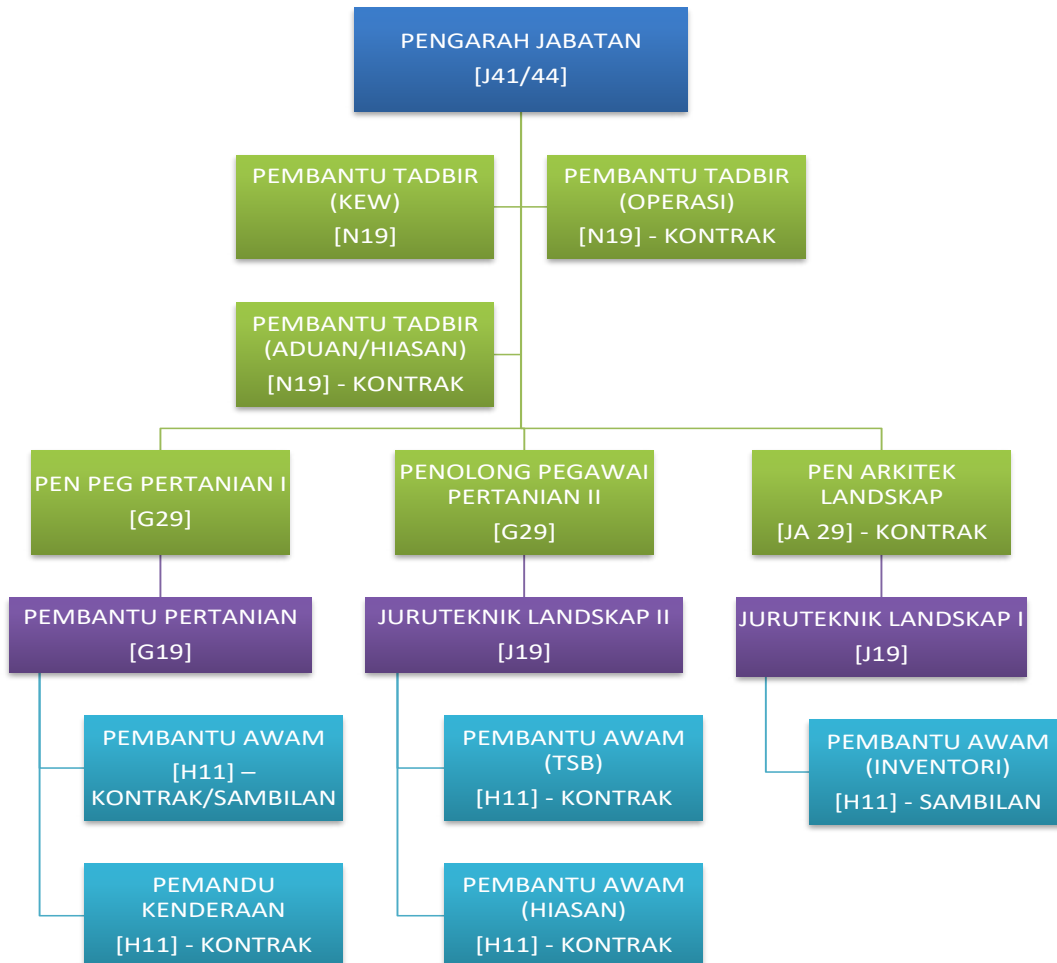 PENGARAH JABATAN
[J41/44]
PEMBANTU TADBIR
(KEW)
[N19]
PEMBANTU TADBIR
(OPERASI)
[N19] - KONTRAK
PEMBANTU TADBIR
(ADUAN/HIASAN)
[N19] - KONTRAK
PEN PEG PERTANIAN I
[G29]
PENOLONG PEGAWAI
PERTANIAN II
[G29]
PEN ARKITEK
LANDSKAP
[JA 29] - KONTRAK
PEMBANTU PERTANIAN
[G19]
JURUTEKNIK LANDSKAP II
[J19]
JURUTEKNIK LANDSKAP I
[J19]
PEMBANTU AWAM
[H11] –
KONTRAK/SAMBILAN
PEMBANTU AWAM
(TSB)
[H11] - KONTRAK
PEMBANTU AWAM
(INVENTORI)
[H11] - SAMBILAN
PEMANDU
KENDERAAN
[H11] - KONTRAK
PEMBANTU AWAM
(HIASAN)
[H11] - KONTRAK